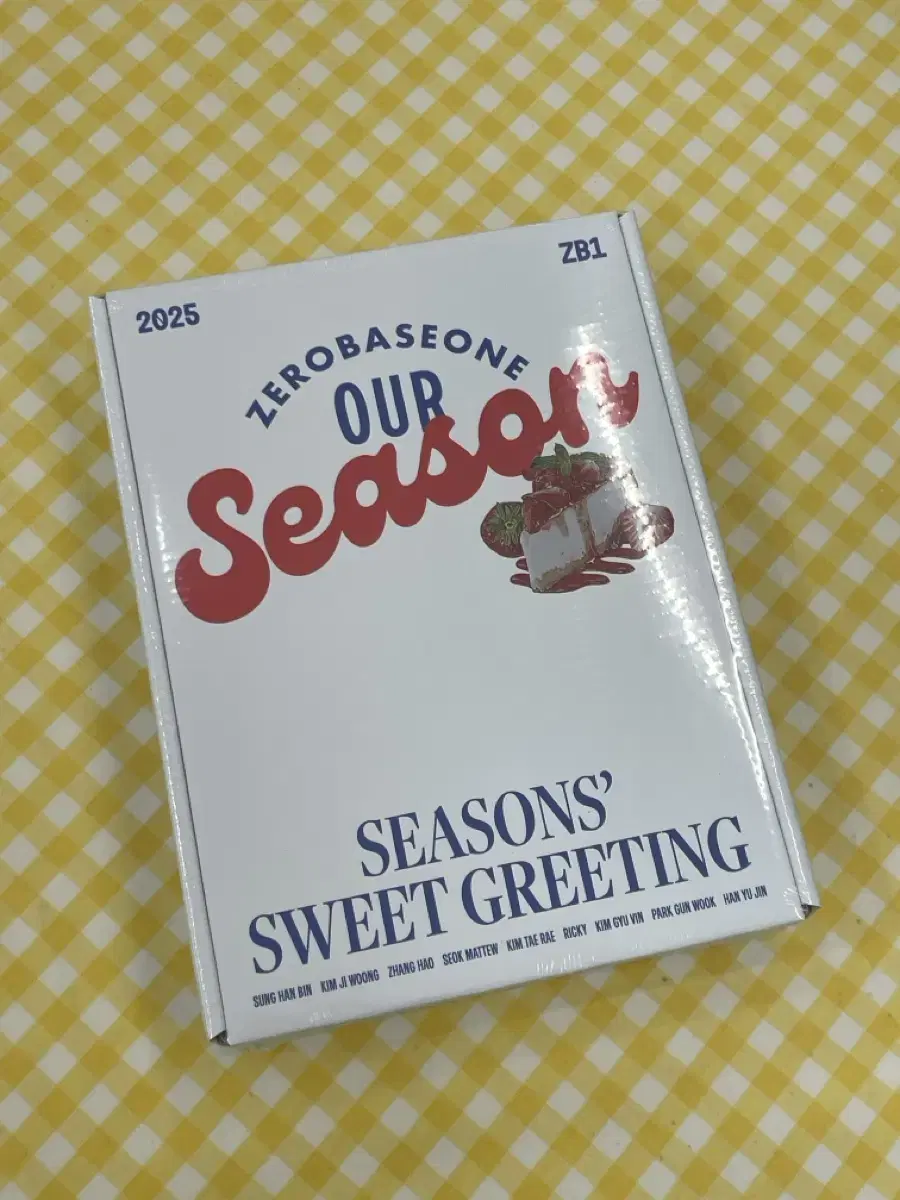 2025
ZB1
ZEROBASEONE
OUR
Season
SEASONS'
SWEET GREETING
SUNG HAN BIN KIM JI WOONG ZHANG HAO SEOK MATTEW KIM TAE RAE RICKY KIM GYU VIN PARK GUN WOOK HAN YU JIN